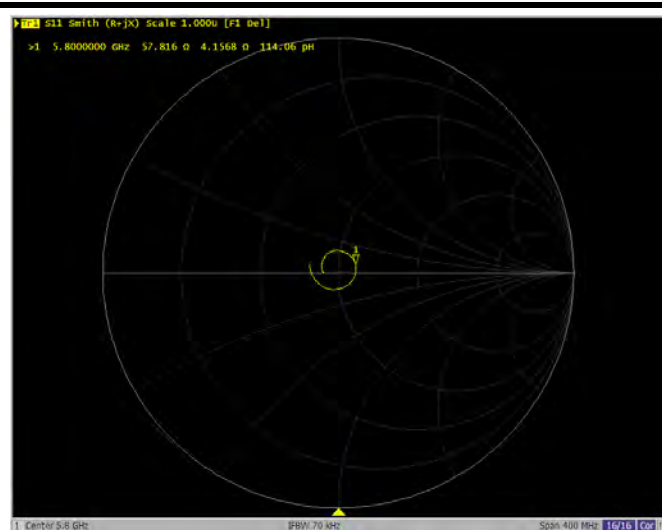 Tr1 S11 Smith (R+jX) Scale 1.000U [F1 Del]
>1 5.8000000 GHz 57.816 Ω 4.1568 Ω 114.06 pH
1
1 Center 5.8 GHz IFBW 70 kHz Span 400 MHz 16/16 Cor